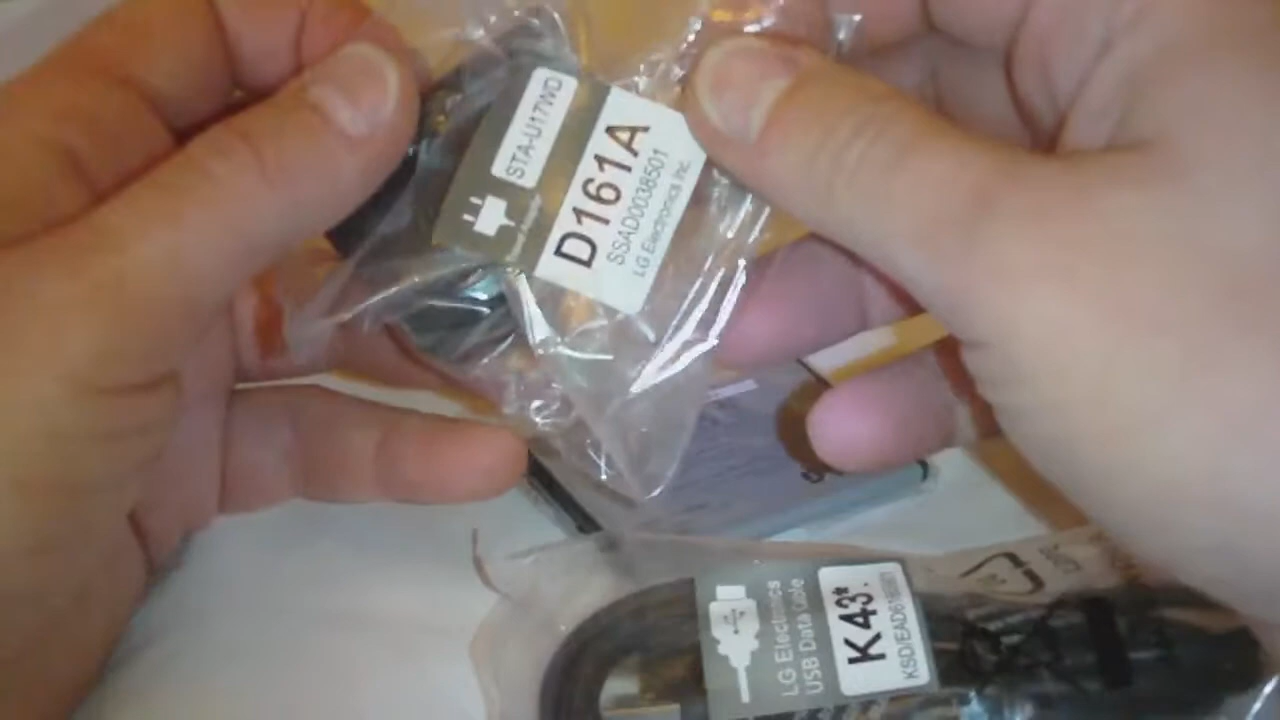 STA-U17WD
D161A
SSAD0038501
LG Electronics Inc.
LG Electronics
USB Data Cable
K43*.